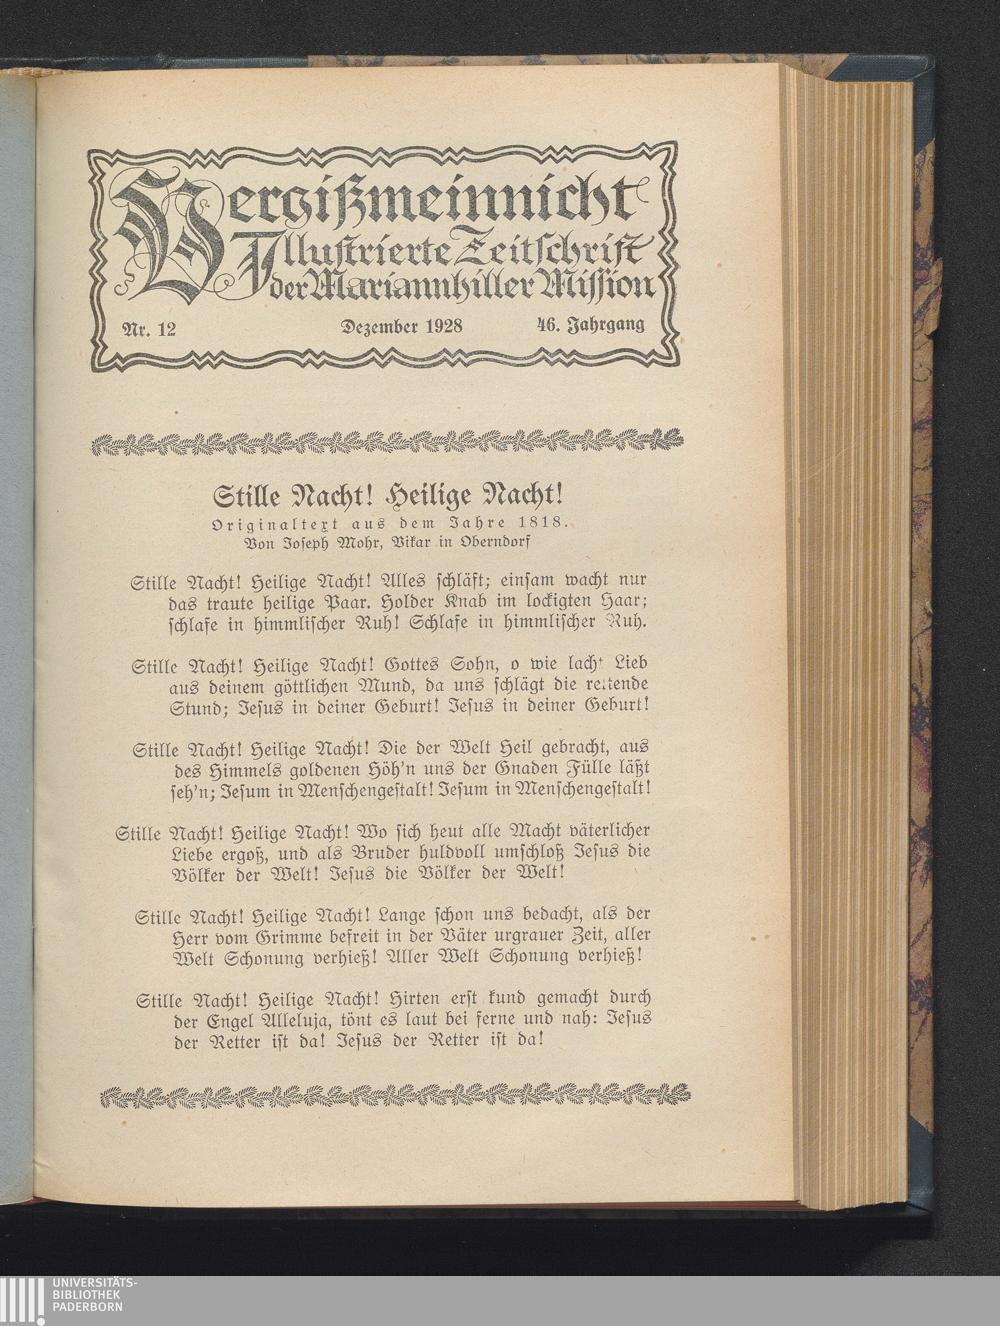 Vergißmeinnicht
Illustrierte Zeitschrift
der Mariannhiller Mission
Nr. 12 Dezember 1928 46. Jahrgang
Stille Nacht! Heilige Nacht!
Originaltext aus dem Jahre 1818.
Von Joseph Mohr, Vikar in Oberndorf
Stille Nacht! Heilige Nacht! Alles schläft; einsam wacht nur
das traute heilige Paar. Holder Knab im lockigten Haar;
schlafe in himmlischer Ruh! Schlafe in himmlischer Ruh.
Stille Nacht! Heilige Nacht! Gottes Sohn, o wie lacht Lieb
aus deinem göttlichen Mund, da uns schlägt die rettende
Stund; Jesus in deiner Geburt! Jesus in deiner Geburt!
Stille Nacht! Heilige Nacht! Die der Welt Heil gebracht, aus
des Himmels goldenen Höh'n uns der Gnaden Fülle läßt
seh'n; Jesum in Menschengestalt! Jesum in Menschengestalt!
Stille Nacht! Heilige Nacht! Wo sich heut alle Macht väterlicher
Liebe ergoß, und als Bruder huldvoll umschloß Jesus die
Völker der Welt! Jesus die Völker der Welt!
Stille Nacht! Heilige Nacht! Lange schon uns bedacht, als der
Herr vom Grimme befreit in der Väter urgrauer Zeit, aller
Welt Schonung verhieß! Aller Welt Schonung verhieß!
Stille Nacht! Heilige Nacht! Hirten erst kund gemacht durch
der Engel Alleluja, tönt es laut bei ferne und nah: Jesus
der Retter ist da! Jesus der Retter ist da!
UNIVERSITÄTS-
BIBLIOTHEK
PADERBORN